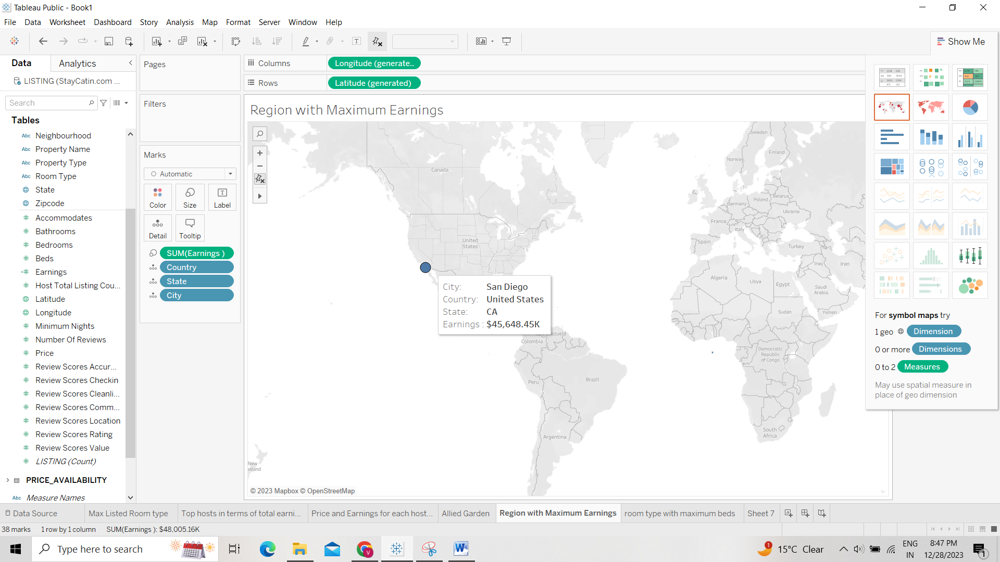 Tableau Public - Book1
File Data Worksheet Dashboard Story Analysis Map Format Server Window Help
Show Me
Data Analytics
LISTING (StayCatin.com ...
Search
Tables
Abc Neighbourhood
Abc Property Name
Abc Property Type
Abc Room Type
State
Zipcode
# Accommodates
# Bathrooms
# Bedrooms
# Beds
=# Earnings
# Host Total Listing Cou...
Latitude
Longitude
# Minimum Nights
# Number Of Reviews
# Price
# Review Scores Accur...
# Review Scores Checkin
# Review Scores Cleanli...
# Review Scores Comm...
# Review Scores Location
# Review Scores Rating
# Review Scores Value
# LISTING (Count)
PRICE_AVAILABILITY
Abc Measure Names
Pages
Filters
Marks
Automatic
Color Size Label
Detail Tooltip
SUM(Earnings )
Country
State
City
Columns Longitude (generate..
Rows Latitude (generated)
Region with Maximum Earnings
Canada
United
States
Sweden
Finland
Norway
Belarus
Poland
Germany
Ukraine
France
Italy
Spain
Turkey
Iraq
Iran
Algeria
Libya
Egypt
Saudi
Arabia
Sudan
Yemen
Colombia
Democratic
Republic
of Congo
Brazil
Peru
South
Africa
Argentina
New
City: San Diego
Country: United States
State: CA
Earnings : $45,648.45K
© 2023 Mapbox © OpenStreetMap
For symbol maps try
1 geo Dimension
0 or more Dimensions
0 to 2 Measures
May use spatial measure in
place of geo dimension
Data Source Max Listed Room type Top hosts in terms of total earni... Price and Earnings for each host... Allied Garden Region with Maximum Earnings room type with maximum beds Sheet 7
38 marks 1 row by 1 column SUM(Earnings ): $48,005.16K
Type here to search
1 15°C Clear
ENG
IN
8:47 PM
12/28/2023
1